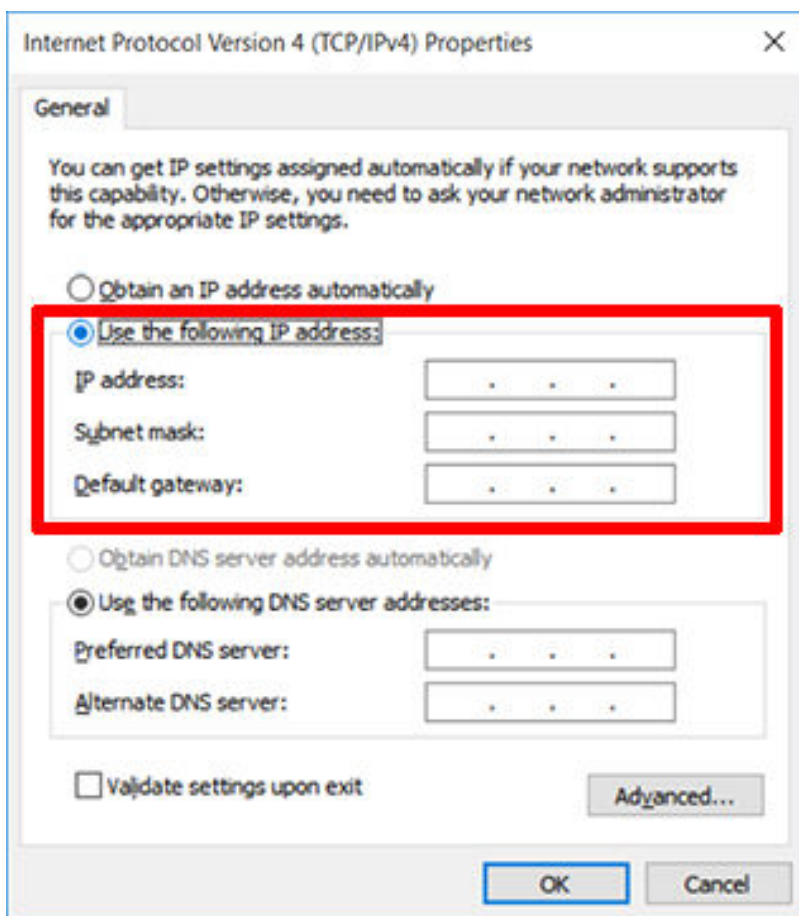 Internet Protocol Version 4 (TCP/IPv4) Properties
General
You can get IP settings assigned automatically if your network supports
this capability. Otherwise, you need to ask your network administrator
for the appropriate IP settings.
Obtain an IP address automatically
Use the following IP address:
IP address: . . .
Subnet mask: . . .
Default gateway: . . .
Obtain DNS server address automatically
Use the following DNS server addresses:
Preferred DNS server: . . .
Alternate DNS server: . . .
Validate settings upon exit
Advanced...
OK Cancel